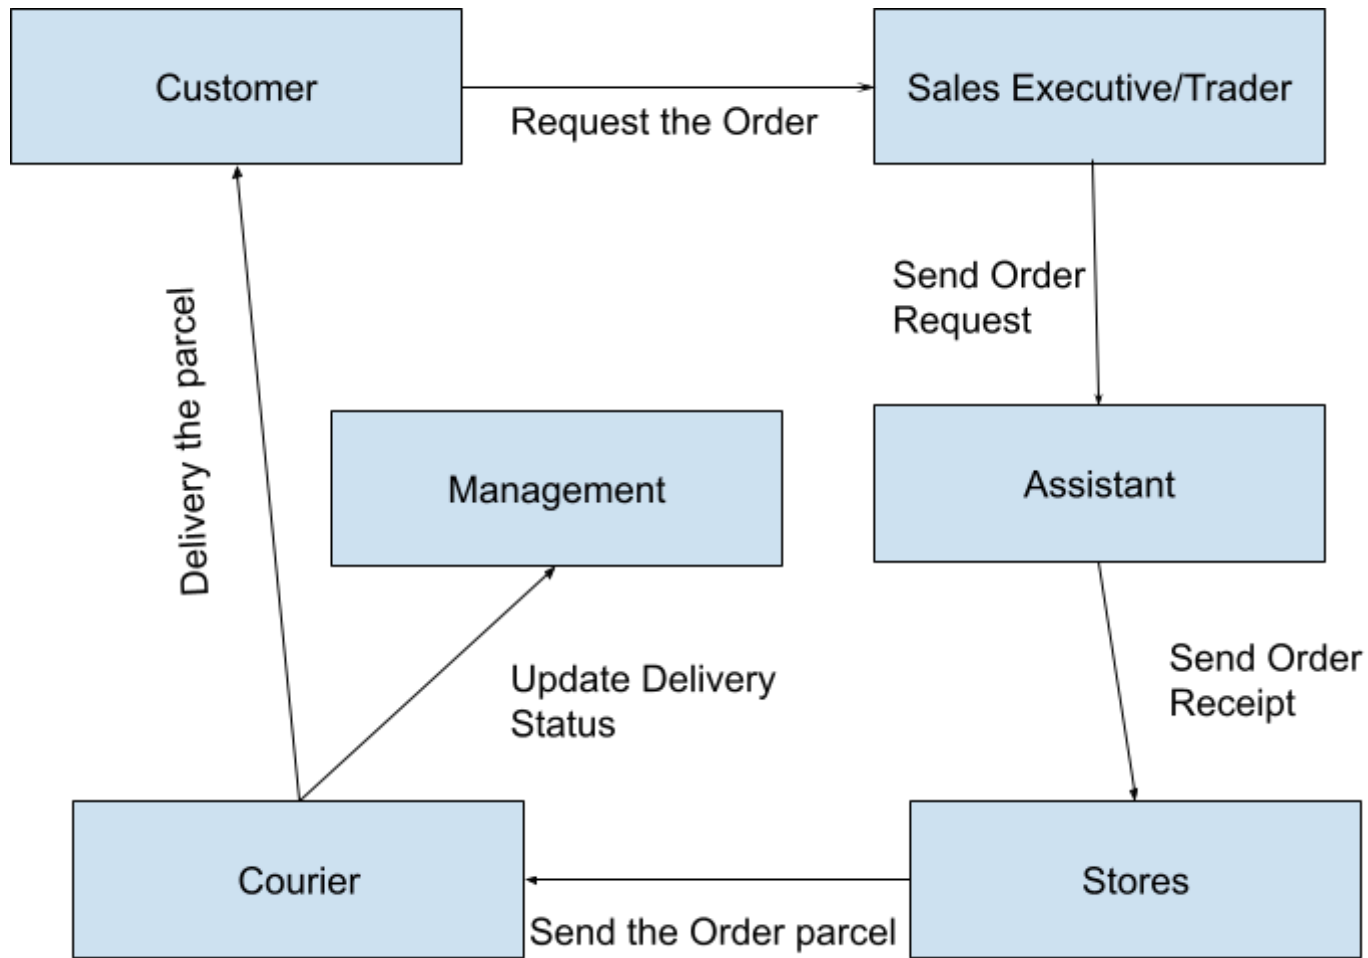 Customer
Sales Executive/Trader
Request the Order
Send Order
Request
Delivery the parcel
Management
Assistant
Update Delivery
Status
Send Order
Receipt
Courier
Stores
Send the Order parcel